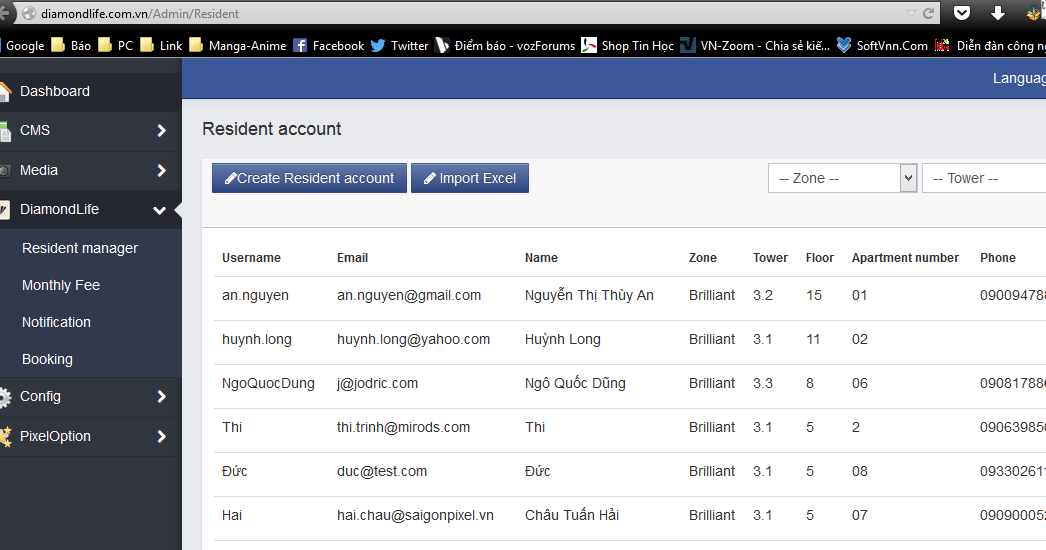 diamondlife.com.vn/Admin/Resident
Google Báo PC Link Manga-Anime Facebook Twitter Điểm báo - vozForums Shop Tin Học VN-Zoom - Chia sẻ kiế... SoftVnn.Com Diễn đàn công
Languag
Dashboard
CMS
Media
DiamondLife
Resident manager
Monthly Fee
Notification
Booking
Config
PixelOption
Resident account
Create Resident account Import Excel -- Zone -- -- Tower --
Username Email Name Zone Tower Floor Apartment number Phone
an.nguyen an.nguyen@gmail.com Nguyễn Thị Thùy An Brilliant 3.2 15 01 090094788
huynh.long huynh.long@yahoo.com Huỳnh Long Brilliant 3.1 11 02
NgoQuocDung j@jodric.com Ngô Quốc Dũng Brilliant 3.3 8 06 090817886
Thi thi.trinh@mirods.com Thi Brilliant 3.1 5 2 090639850
Đức duc@test.com Đức Brilliant 3.1 5 08 093302611
Hai hai.chau@saigonpixel.vn Châu Tuấn Hải Brilliant 3.1 5 07 090900052